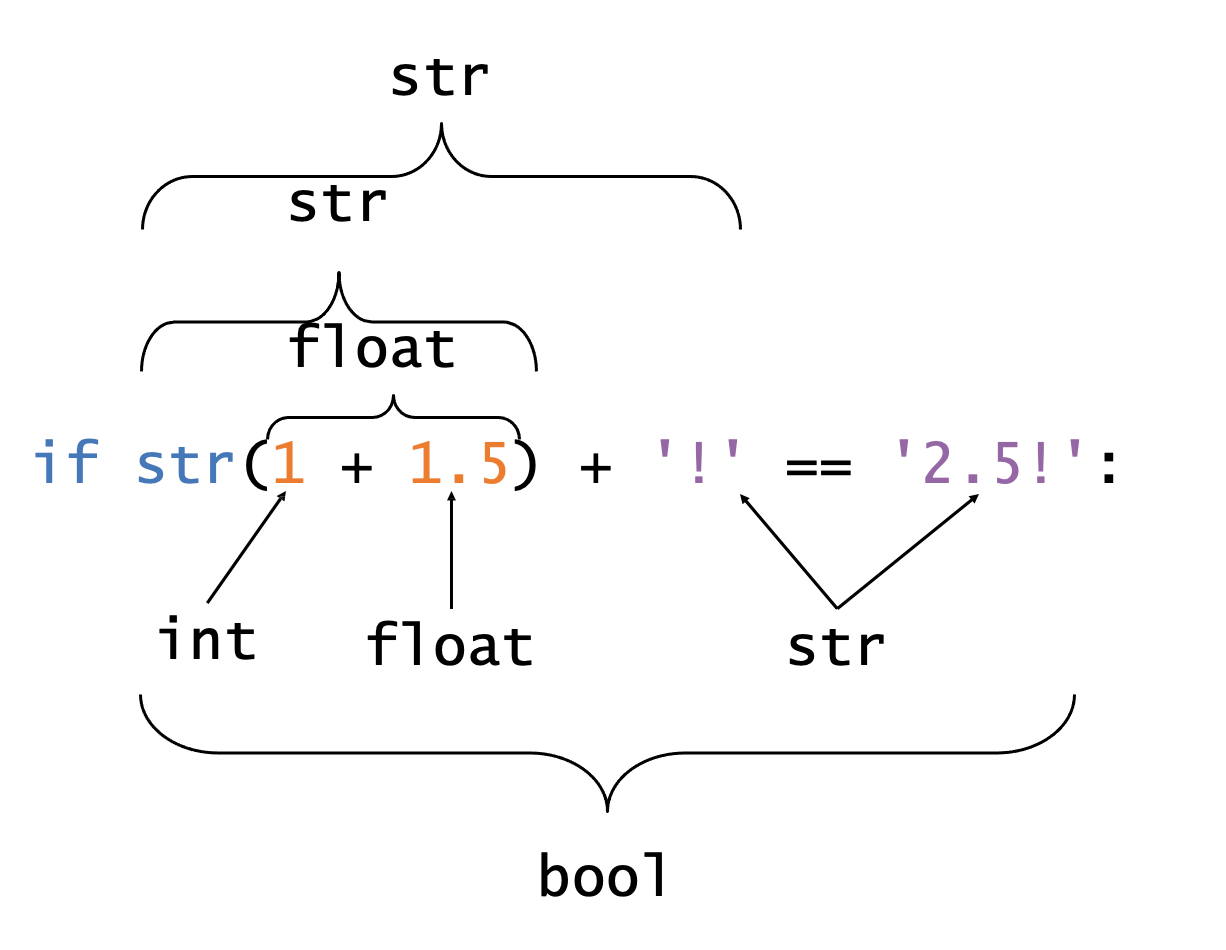 str
str
float
if str(1 + 1.5) + '!' == '2.5!':
int float str
bool